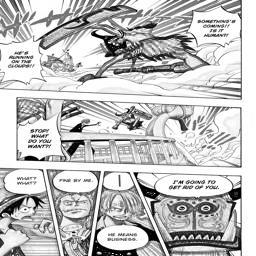 SOMETHING'S
COMING!!
IS IT
HUMAN?!
HE'S
RUNNING
ON THE
CLOUDS!!
STOP!
WHAT
DO YOU
WANT?!
I'M GOING TO
GET RID OF YOU.
HE MEANS
BUSINESS.
FINE BY ME.
WHAT?
WHAT?